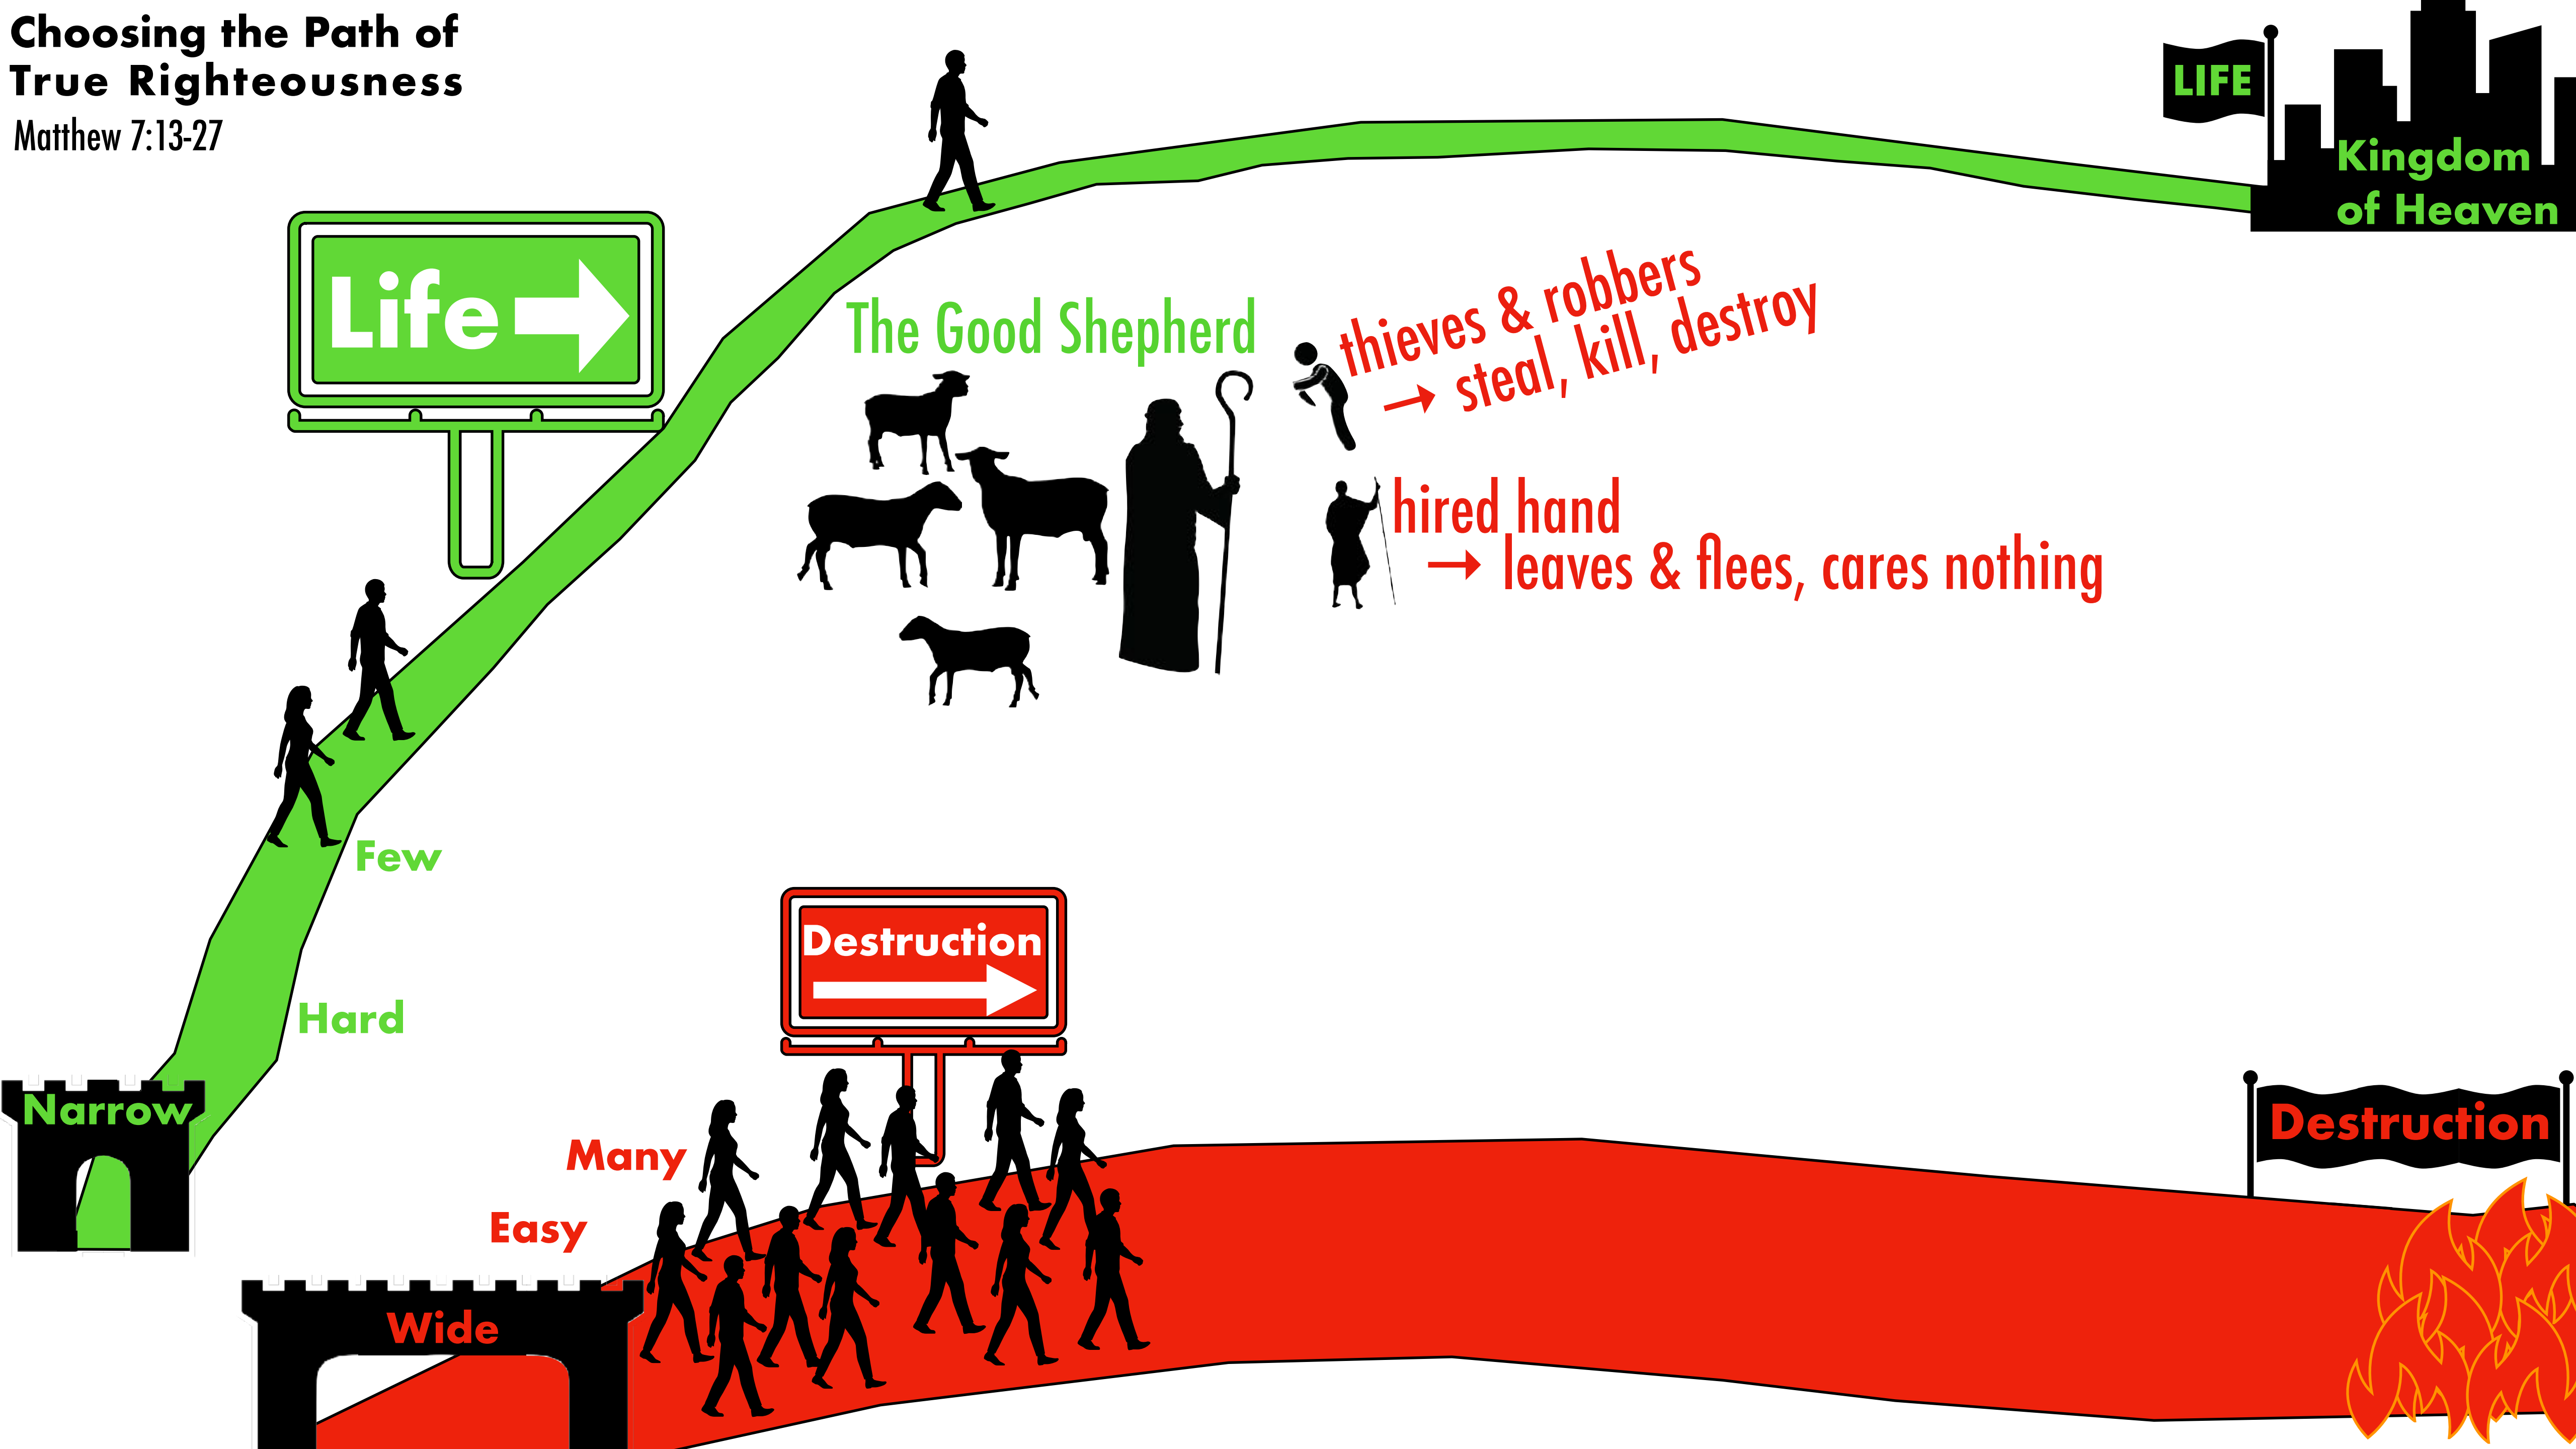 Choosing the Path of
True Righteousness
Matthew 7:13-27
LIFE
Kingdom
of Heaven
Life
The Good Shepherd
thieves & robbers
→ steal, kill, destroy
hired hand
→ leaves & flees, cares nothing
Few
Hard
Narrow
Destruction
Many
Easy
Wide
Destruction